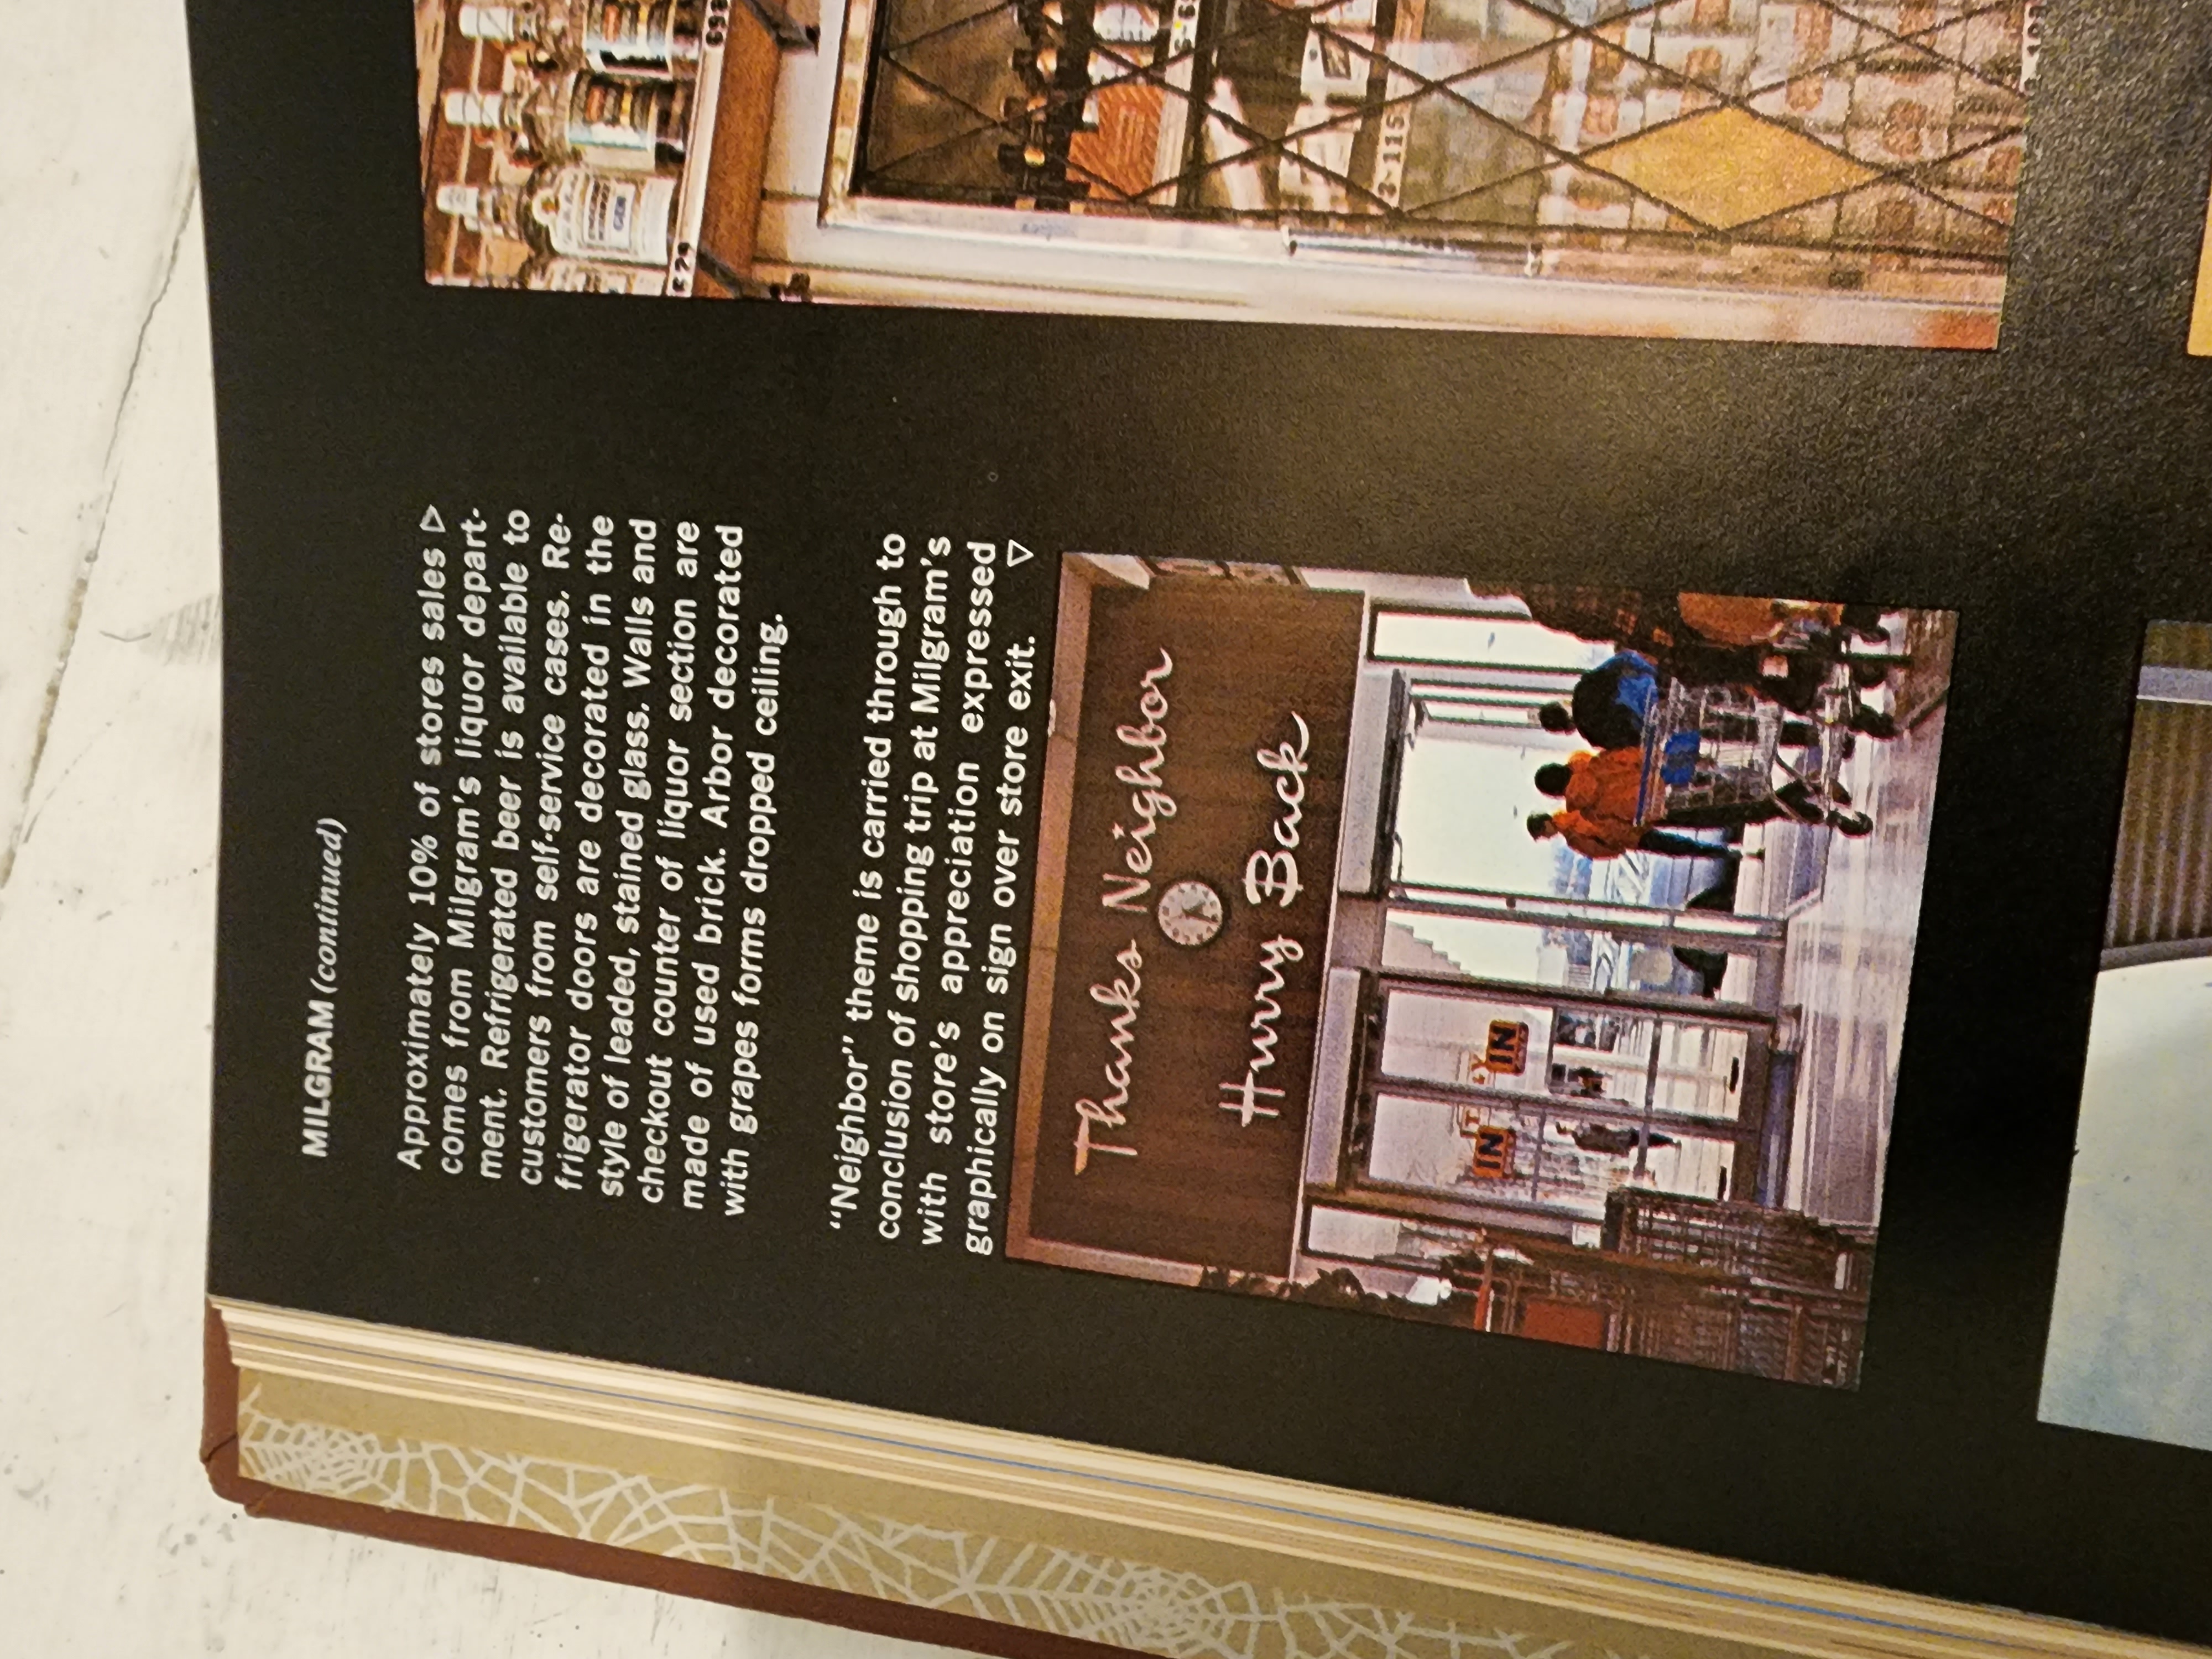 MILGRAM (continued)
Approximately 10% of stores sales ▷
comes from Milgram's liquor depart-
ment. Refrigerated beer is available to
customers from self-service cases. Re-
frigerator doors are decorated in the
style of leaded, stained glass. Walls and
checkout counter of liquor section are
made of used brick. Arbor decorated
with grapes forms dropped ceiling.
“Neighbor” theme is carried through to
conclusion of shopping trip at Milgram's
with store's appreciation expressed
graphically on sign over store exit. ▽
Thanks Neighbor
Hurry Back
IN IN
GIN